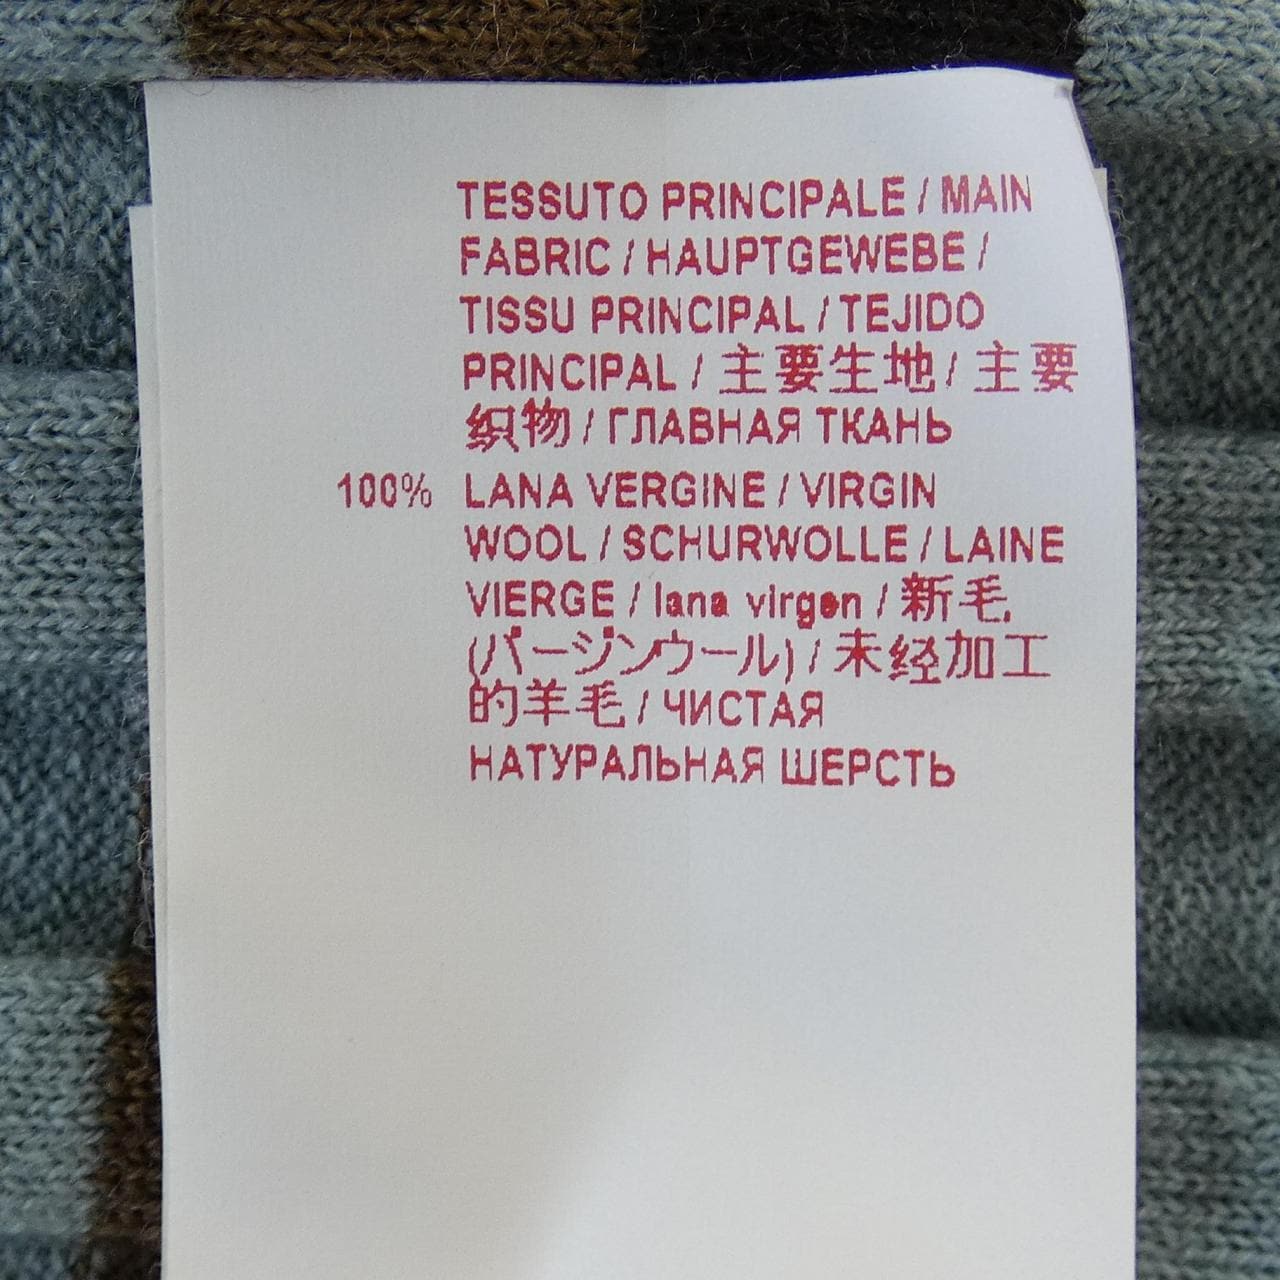 TESSUTO PRINCIPALE / MAIN
FABRIC / HAUPTGEWEBE /
TISSU PRINCIPAL / TEJIDO
PRINCIPAL / 主要生地 / 主要
织物 / ГЛАВНАЯ ТКАНЬ
100% LANA VERGINE / VIRGIN
WOOL / SCHURWOLLE / LAINE
VIERGE / lana virgen / 新毛
(バージンウール) / 未经加工
的羊毛 / ЧИСТАЯ
НАТУРАЛЬНАЯ ШЕРСТЬ